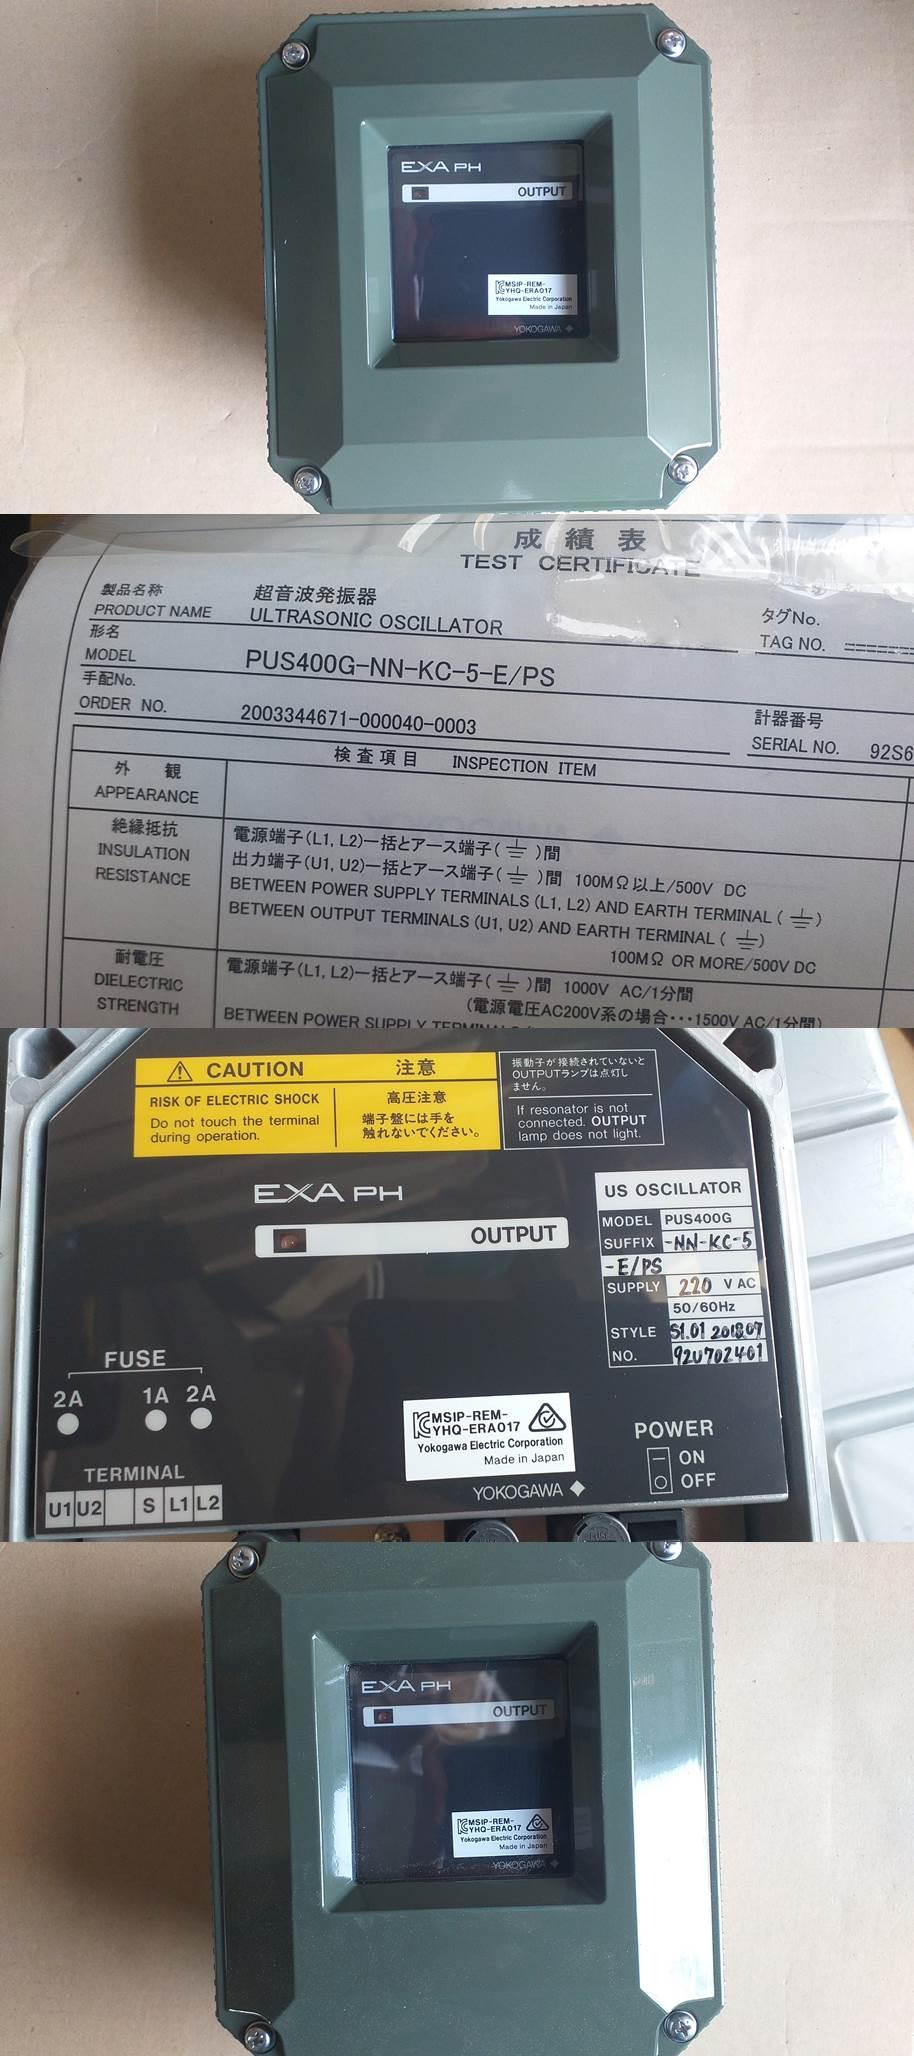 EXA PH
OUTPUT
MSIP-REM-
YHQ-ERA017
Yokogawa Electric Corporation
Made in Japan
YOKOGAWA
成績表
TEST CERTIFICATE
製品名称 超音波発振器
PRODUCT NAME ULTRASONIC OSCILLATOR
タグNo.
TAG NO.
形名
MODEL PUS400G-NN-KC-5-E/PS
手配No.
ORDER NO. 2003344671-000040-0003
計器番号
SERIAL NO. 92S6
検査項目 INSPECTION ITEM
外観
APPEARANCE
絶縁抵抗
INSULATION
RESISTANCE
電源端子(L1, L2)一括とアース端子( )間
出力端子(U1, U2)一括とアース端子( )間 100MΩ以上/500V DC
BETWEEN POWER SUPPLY TERMINALS (L1, L2) AND EARTH TERMINAL ( )
BETWEEN OUTPUT TERMINALS (U1, U2) AND EARTH TERMINAL ( )
100MΩ OR MORE/500V DC
耐電圧
DIELECTRIC
STRENGTH
電源端子(L1, L2)一括とアース端子( )間 1000V AC/1分間
(電源電圧AC200V系の場合・・・1500V AC/1分間)
BETWEEN POWER SUPPLY TERMINALS
CAUTION 注意
RISK OF ELECTRIC SHOCK
Do not touch the terminal
during operation.
高圧注意
端子盤には手を
触れないでください。
振動子が接続されていないと
OUTPUTランプは点灯し
ません。
If resonator is not
connected. OUTPUT
lamp does not light.
EXA PH
OUTPUT
US OSCILLATOR
MODEL PUS400G
SUFFIX -NN-KC-5
-E/PS
SUPPLY 220 V AC
50/60Hz
STYLE S1.01 2018.07
NO. 92U702401
FUSE
2A 1A 2A
TERMINAL
U1 U2 S L1 L2
MSIP-REM-
YHQ-ERA017
Yokogawa Electric Corporation
Made in Japan
YOKOGAWA
POWER
ON
OFF
EXA PH
OUTPUT
MSIP-REM-
YHQ-ERA017
Yokogawa Electric Corporation
Made in Japan
YOKOGAWA